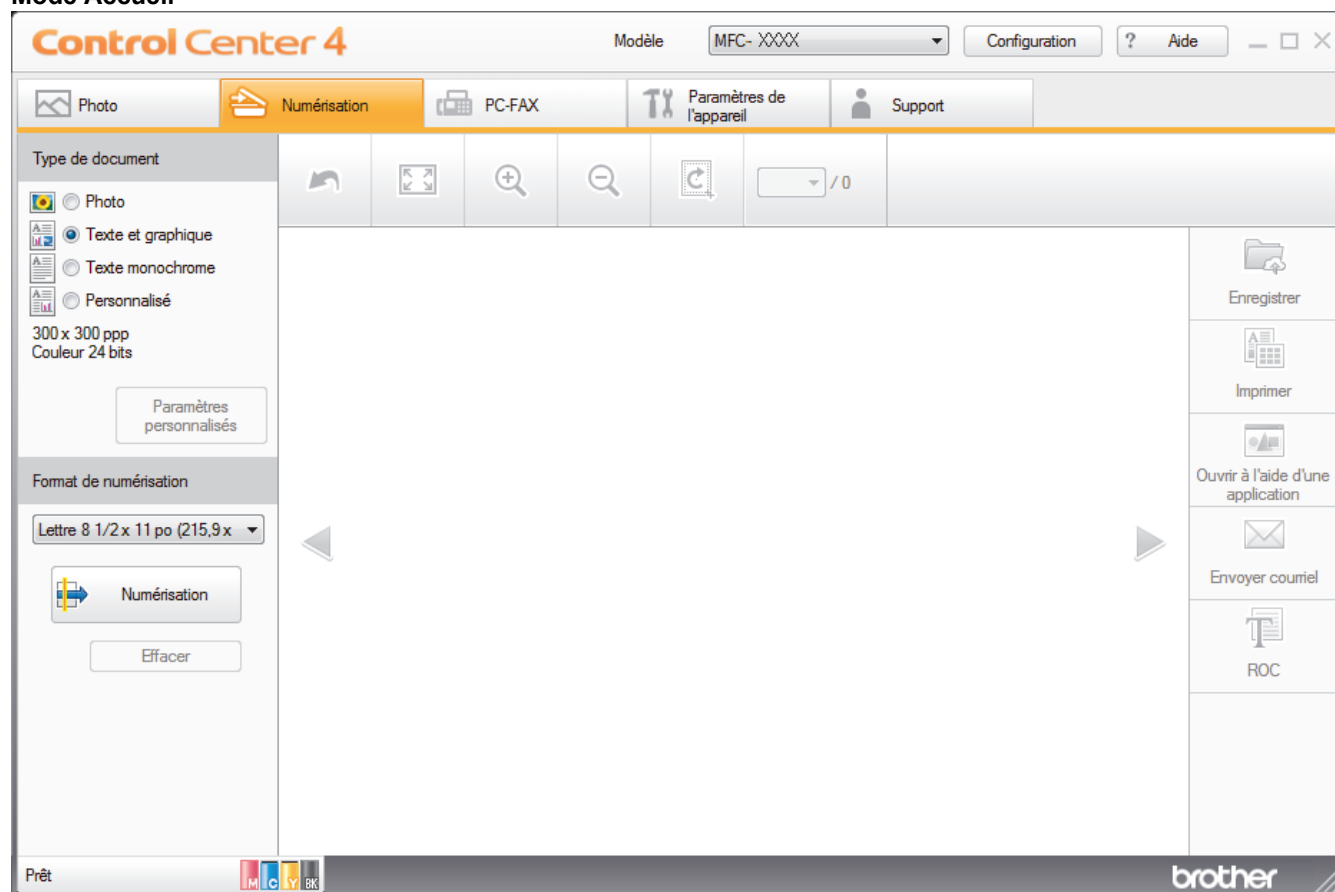 Mode Accueil
Control Center 4
Modèle
MFC- XXXX
Configuration
? Aide
Photo
Numérisation
PC-FAX
Paramètres de
l'appareil
Support
Type de document
Photo
Texte et graphique
Texte monochrome
Personnalisé
300 x 300 ppp
Couleur 24 bits
Paramètres
personnalisés
Format de numérisation
Lettre 8 1/2 x 11 po (215,9 x
Numérisation
Effacer
/ 0
Enregistrer
Imprimer
Ouvrir à l'aide d'une
application
Envoyer courriel
ROC
Prêt
M C Y BK
brother